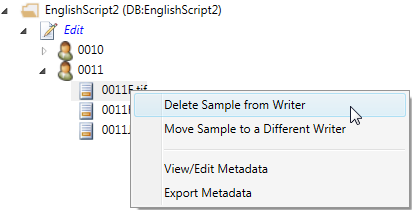 EnglishScript2 (DB:EnglishScript2)
Edit
0010
0011
0011F.tif
Delete Sample from Writer
Move Sample to a Different Writer
View/Edit Metadata
Export Metadata